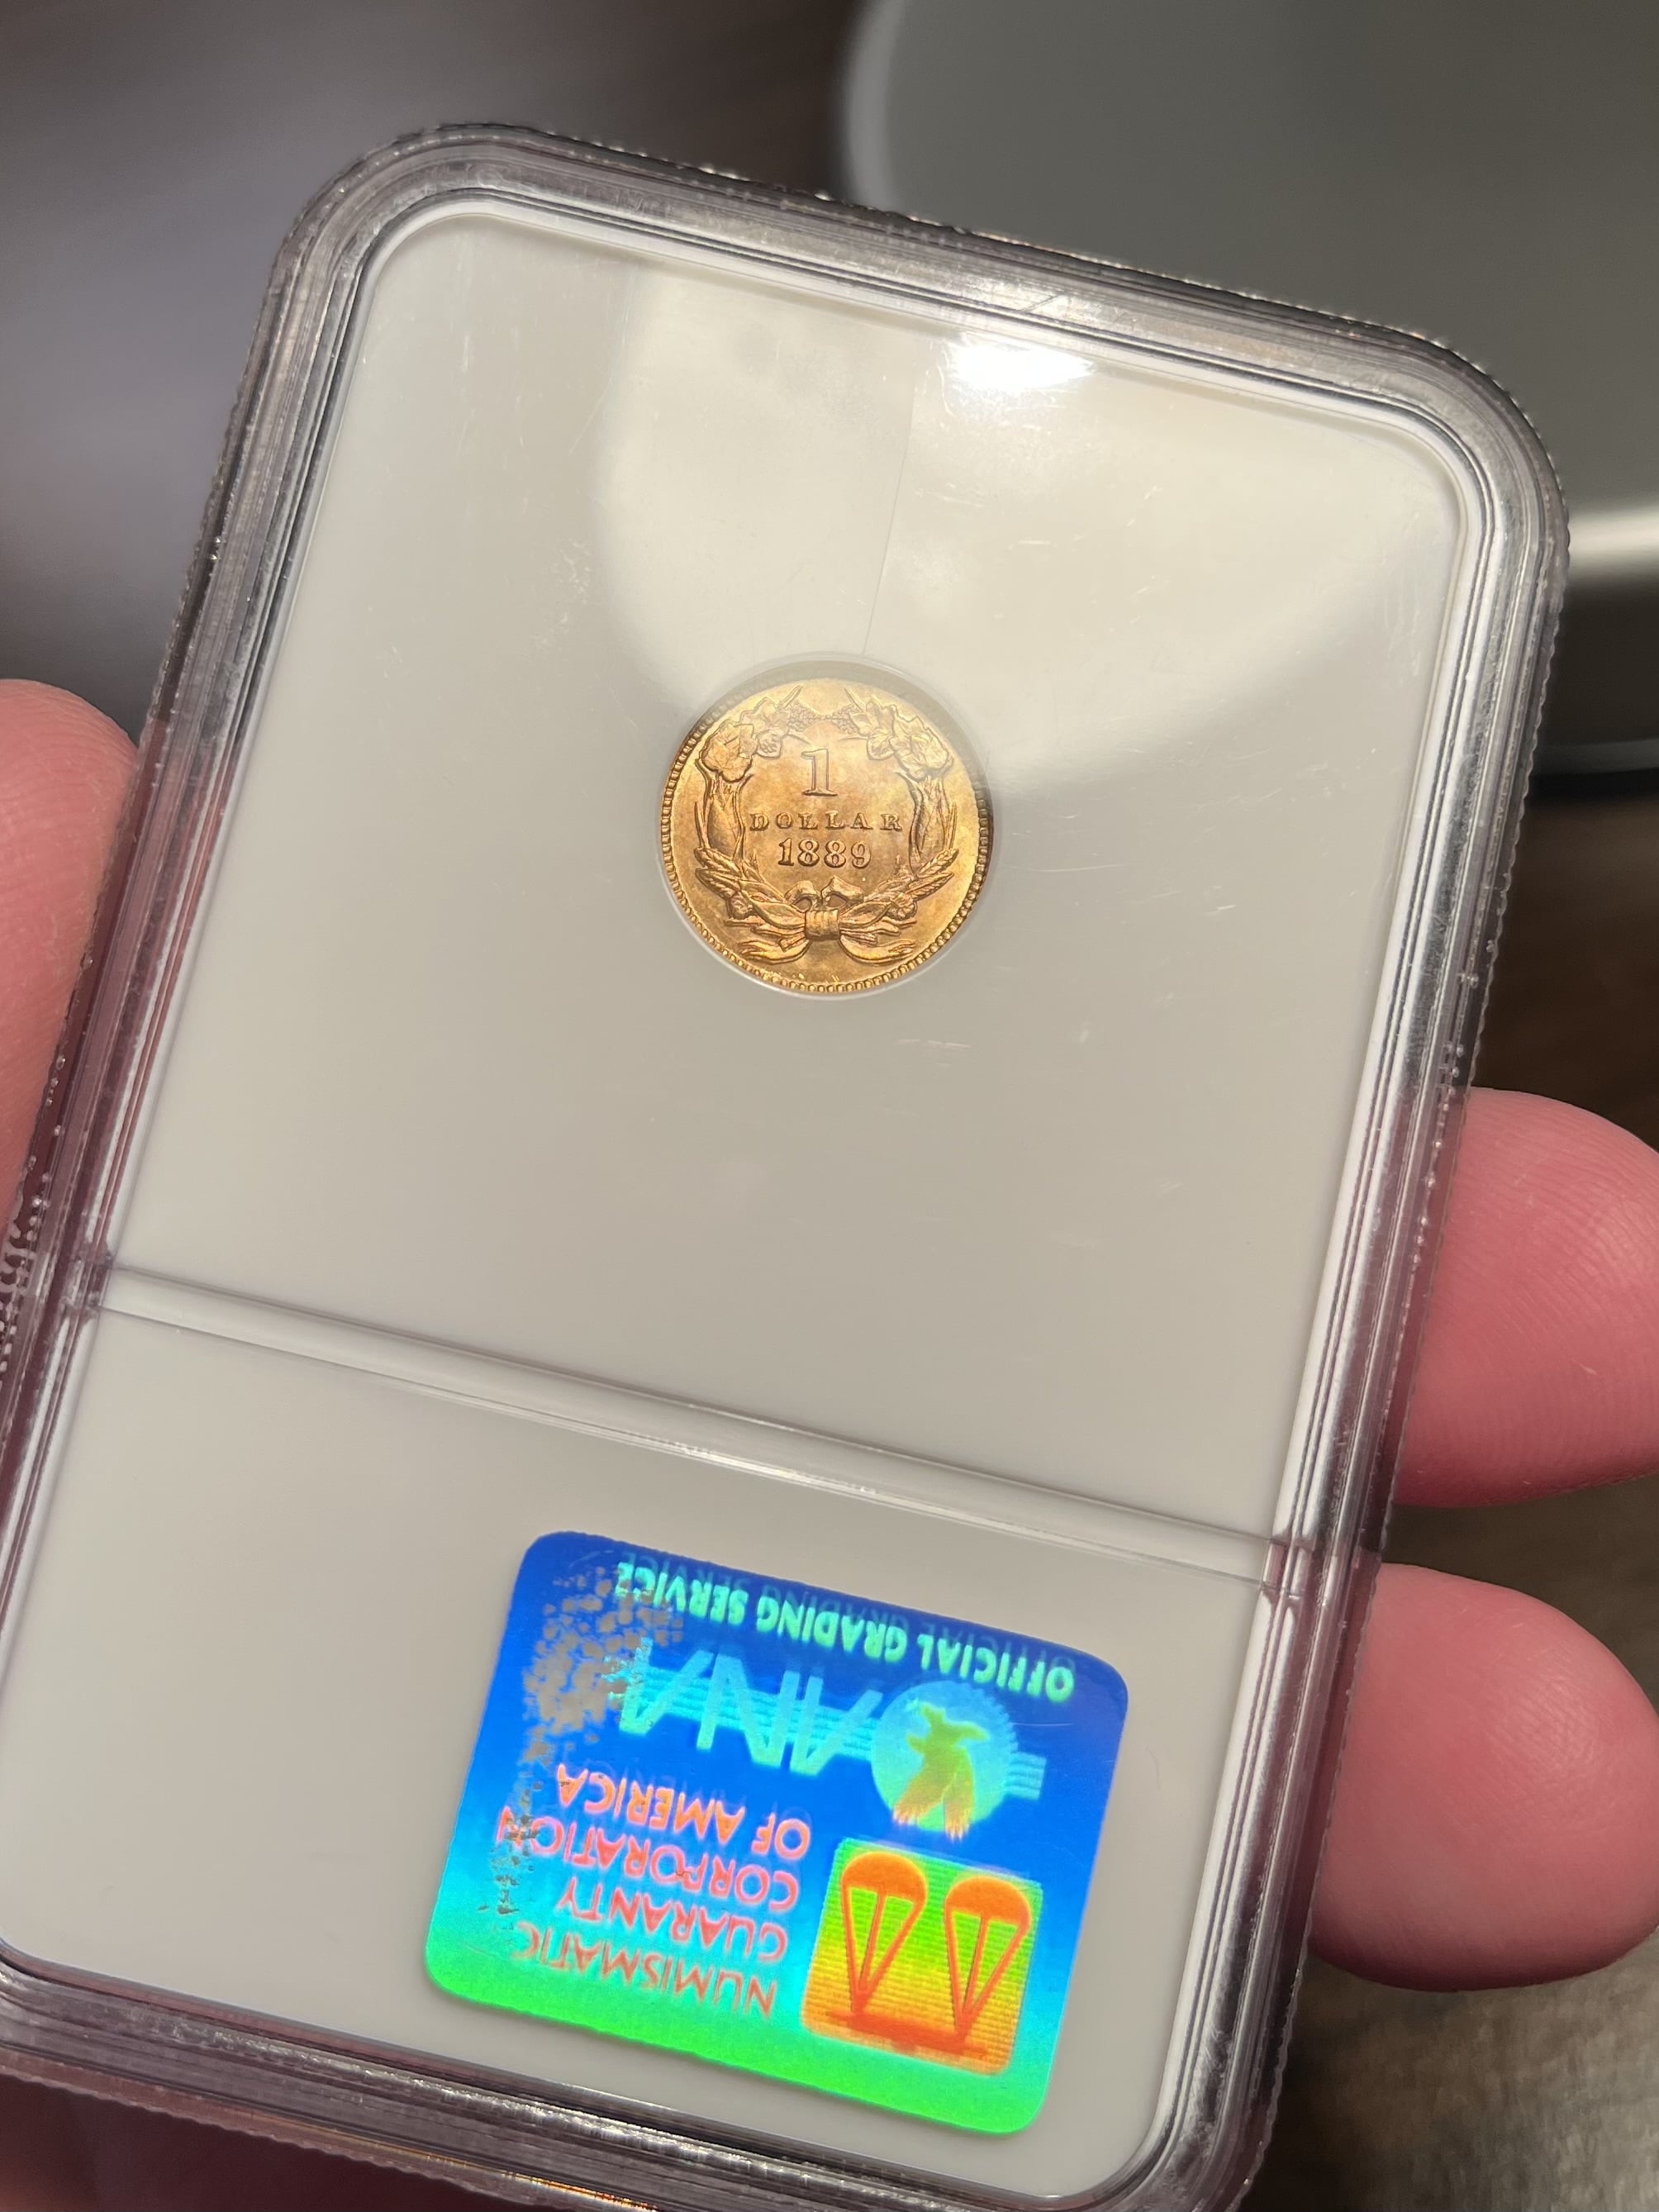 1
DOLLAR
1889
NUMISMATIC
GUARANTY
CORPORATION
OF AMERICA
ANA
OFFICIAL GRADING SERVICE